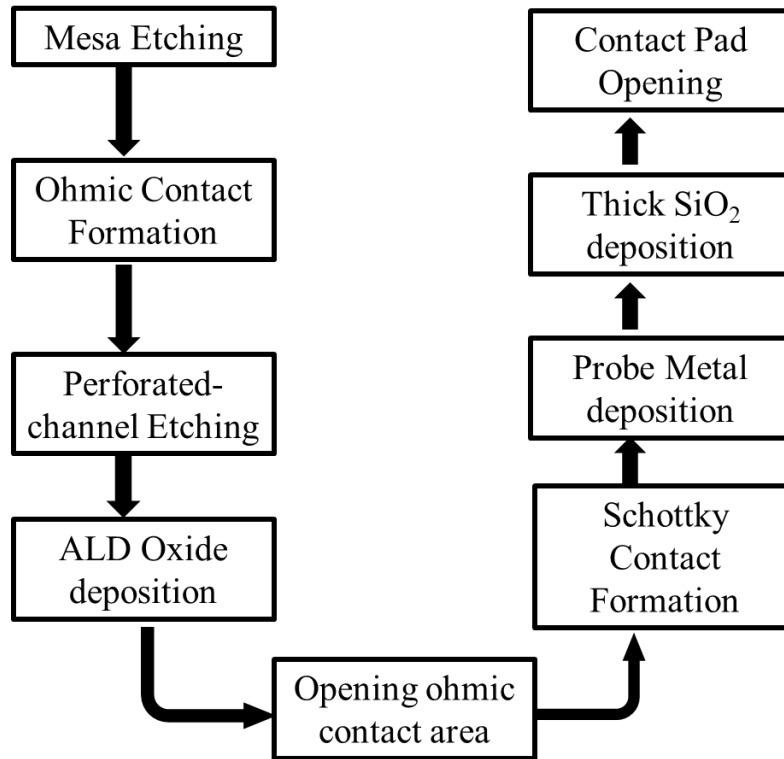 Mesa Etching
Ohmic Contact
Formation
Perforated-
channel Etching
ALD Oxide
deposition
Opening ohmic
contact area
Schottky
Contact
Formation
Probe Metal
deposition
Thick SiO₂
deposition
Contact Pad
Opening